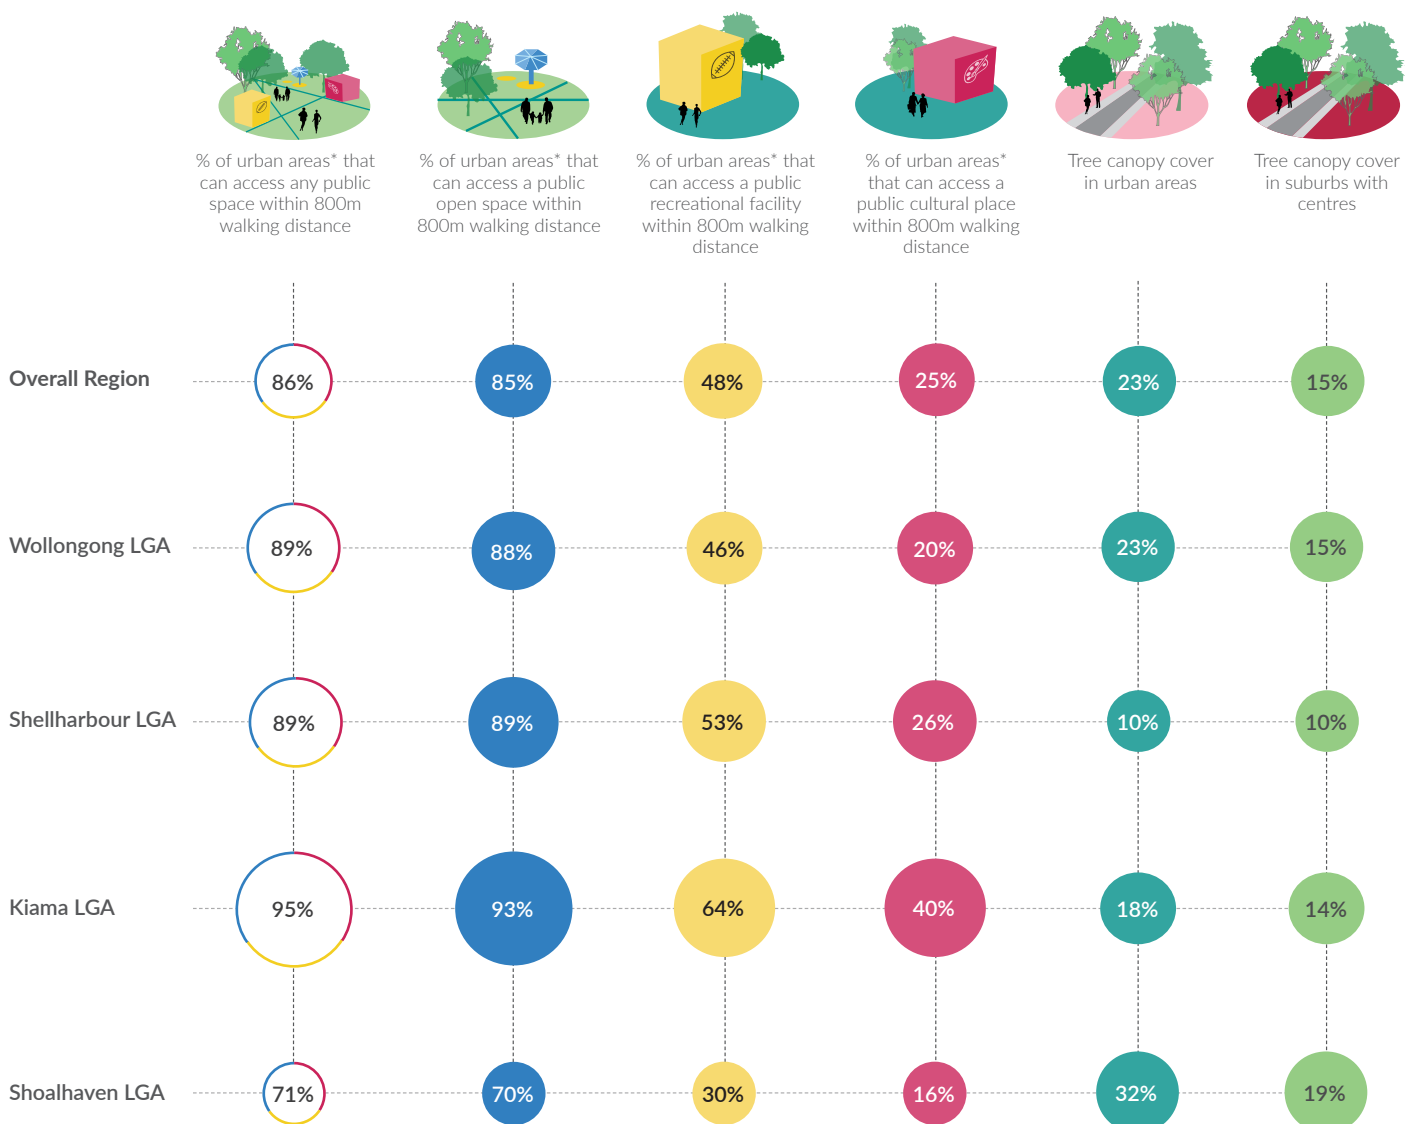 % of urban areas* that
can access any public
space within 800m
walking distance
% of urban areas* that
can access a public
open space within
800m walking distance
% of urban areas* that
can access a public
recreational facility
within 800m walking
distance
% of urban areas*
that can access a
public cultural place
within 800m walking
distance
Tree canopy cover
in urban areas
Tree canopy cover
in suburbs with
centres
Overall Region 86% 85% 48% 25% 23% 15%
Wollongong LGA 89% 88% 46% 20% 23% 15%
Shellharbour LGA 89% 89% 53% 26% 10% 10%
Kiama LGA 95% 93% 64% 40% 18% 14%
Shoalhaven LGA 71% 70% 30% 16% 32% 19%